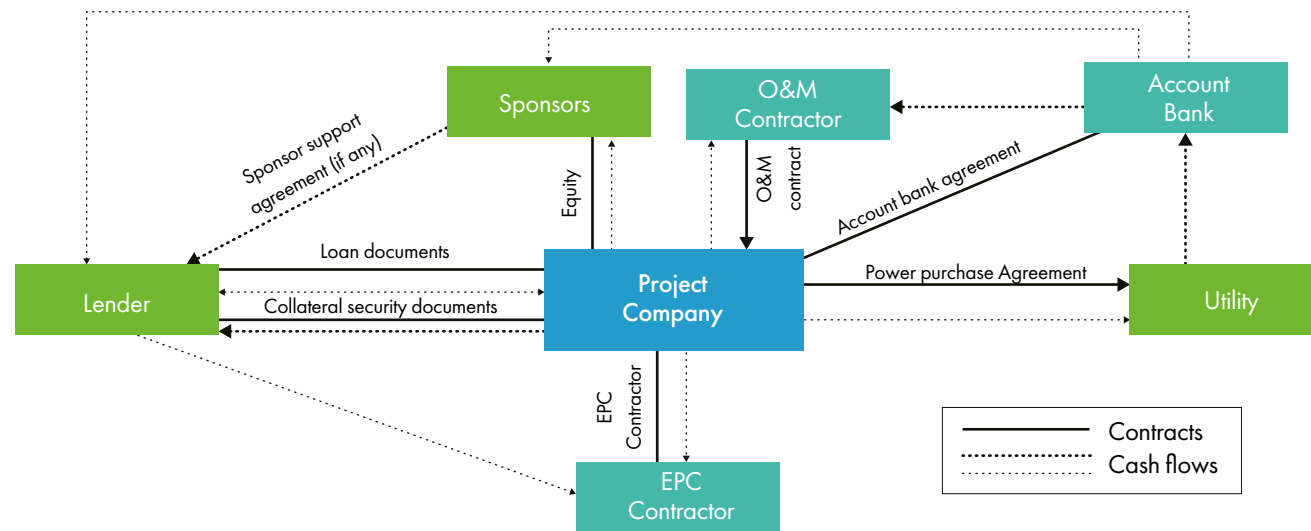 Sponsors
O&M
Contractor
Account
Bank
Sponsor support
agreement (if any)
Equity
O&M
contract
Account bank agreement
Loan documents
Lender
Collateral security documents
Project
Company
Power purchase Agreement
Utility
EPC
Contractor
EPC
Contractor
Contracts
Cash flows